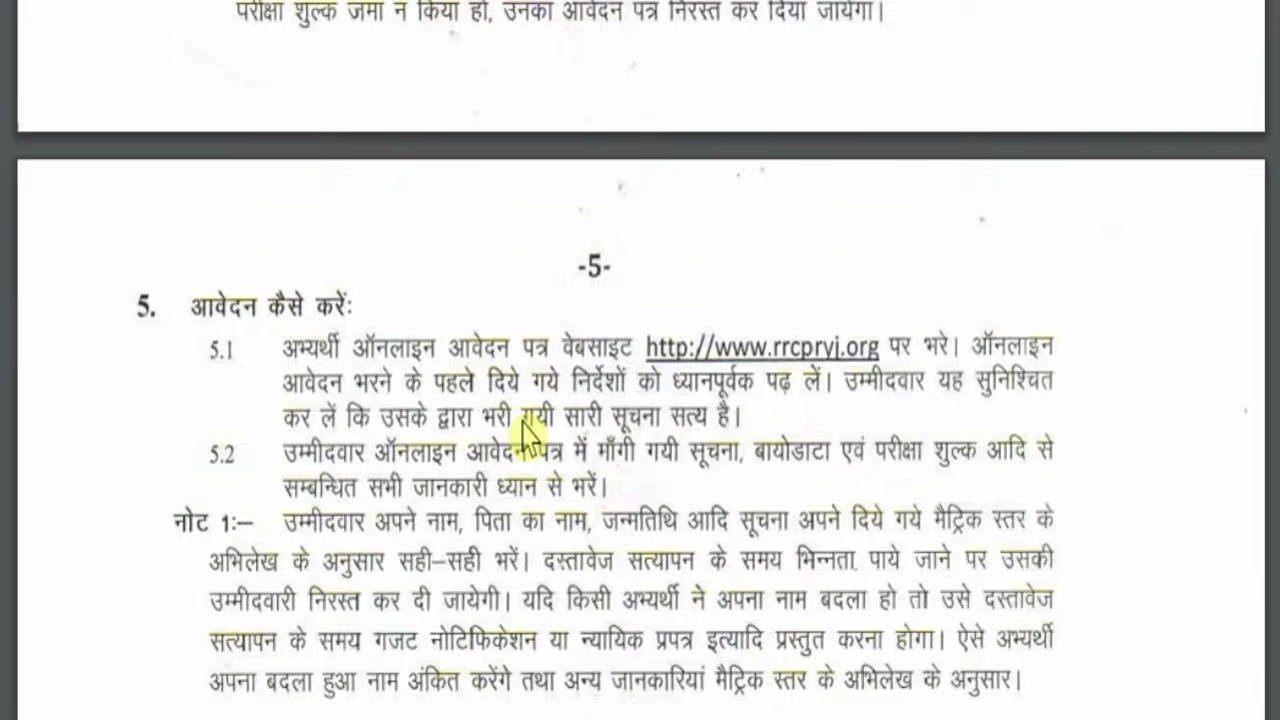 परीक्षा शुल्क जमा न किया हो, उनका आवेदन पत्र निरस्त कर दिया जायेगा।
-5-
5. आवेदन कैसे करें:
5.1 अभ्यर्थी ऑनलाइन आवेदन पत्र वेबसाइट http://www.rrcpryj.org पर भरे। ऑनलाइन
आवेदन भरने के पहले दिये गये निर्देशों को ध्यानपूर्वक पढ़ लें। उम्मीदवार यह सुनिश्चित
कर लें कि उसके द्वारा भरी गयी सारी सूचना सत्य है।
5.2 उम्मीदवार ऑनलाइन आवेदन पत्र में माँगी गयी सूचना, बायोडाटा एवं परीक्षा शुल्क आदि से
सम्बन्धित सभी जानकारी ध्यान से भरें।
नोट 1:– उम्मीदवार अपने नाम, पिता का नाम, जन्मतिथि आदि सूचना अपने दिये गये मैट्रिक स्तर के
अभिलेख के अनुसार सही–सही भरें। दस्तावेज सत्यापन के समय भिन्नता पाये जाने पर उसकी
उम्मीदवारी निरस्त कर दी जायेगी। यदि किसी अभ्यर्थी ने अपना नाम बदला हो तो उसे दस्तावेज
सत्यापन के समय गजट नोटिफिकेशन या न्यायिक प्रपत्र इत्यादि प्रस्तुत करना होगा। ऐसे अभ्यर्थी
अपना बदला हुआ नाम अंकित करेंगे तथा अन्य जानकारियां मैट्रिक स्तर के अभिलेख के अनुसार।